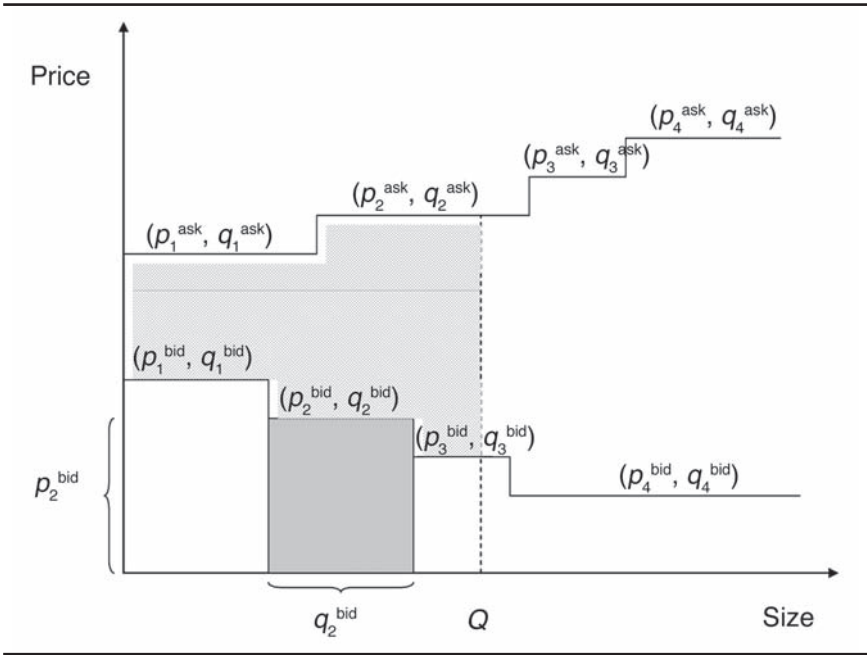 Price
(p₄ᵃˢᵏ, q₄ᵃˢᵏ)
(p₃ᵃˢᵏ, q₃ᵃˢᵏ)
(p₂ᵃˢᵏ, q₂ᵃˢᵏ)
(p₁ᵃˢᵏ, q₁ᵃˢᵏ)
(p₁ᵇⁱᵈ, q₁ᵇⁱᵈ)
(p₂ᵇⁱᵈ, q₂ᵇⁱᵈ)
(p₃ᵇⁱᵈ, q₃ᵇⁱᵈ)
(p₄ᵇⁱᵈ, q₄ᵇⁱᵈ)
p₂ᵇⁱᵈ
q₂ᵇⁱᵈ
Q
Size